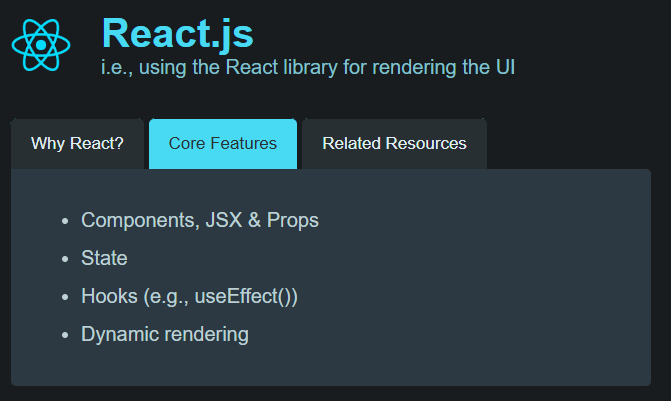 React.js
i.e., using the React library for rendering the UI
Why React? Core Features Related Resources
Components, JSX & Props
State
Hooks (e.g., useEffect())
Dynamic rendering